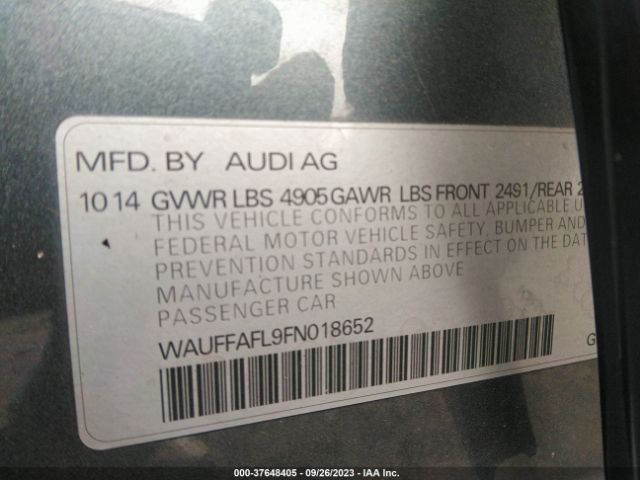 MFD. BY AUDI AG
10 14 GVWR LBS 4905 GAWR LBS FRONT 2491/REAR 2
THIS VEHICLE CONFORMS TO ALL APPLICABLE U
FEDERAL MOTOR VEHICLE SAFETY, BUMPER AND
PREVENTION STANDARDS IN EFFECT ON THE DAT
MANUFACTURE SHOWN ABOVE
PASSENGER CAR
WAUFFAFL9FN018652
G
000-37648405 - 09/26/2023 - IAA Inc.